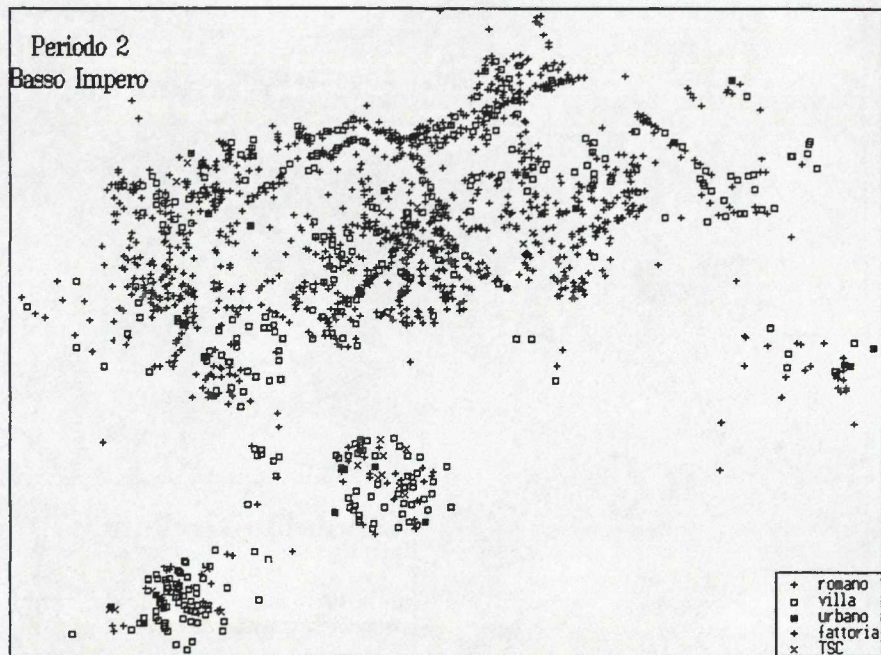 Periodo 2
Basso Impero
romano
villa
urbano
fattoria
TSC